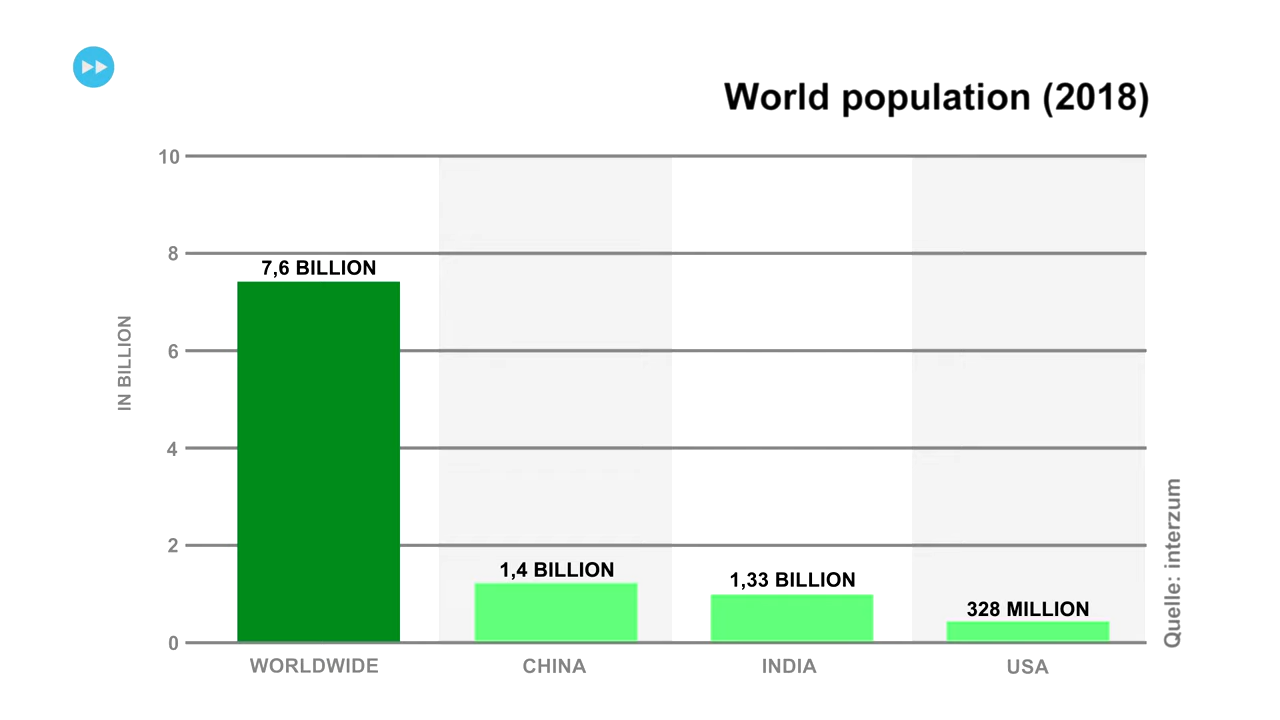 World population (2018)
10
8
6
4
2
0
IN BILLION
7,6 BILLION
1,4 BILLION
1,33 BILLION
328 MILLION
WORLDWIDE
CHINA
INDIA
USA
Quelle: interzum